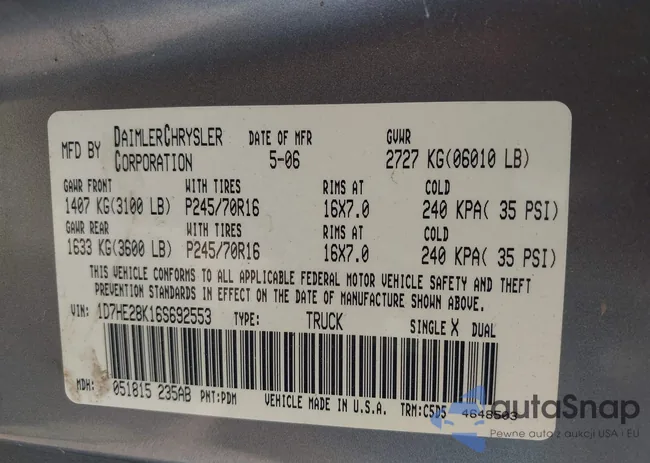 MFD BY DAIMLERCHRYSLER CORPORATION DATE OF MFR 5-06 GVWR 2727 KG(06010 LB)
GAWR FRONT WITH TIRES RIMS AT COLD
1407 KG(3100 LB) P245/70R16 16X7.0 240 KPA( 35 PSI)
GAWR REAR WITH TIRES RIMS AT COLD
1633 KG(3600 LB) P245/70R16 16X7.0 240 KPA( 35 PSI)
THIS VEHICLE CONFORMS TO ALL APPLICABLE FEDERAL MOTOR VEHICLE SAFETY AND THEFT
PREVENTION STANDARDS IN EFFECT ON THE DATE OF MANUFACTURE SHOWN ABOVE.
VIN: 1D7HE28K16S692553 TYPE: TRUCK SINGLE X DUAL
MDH: 051815 235AB PNT:PDM VEHICLE MADE IN U.S.A. TRM:C5D5 4648503
autoSnap
Pewne auto z aukcji USA i EU